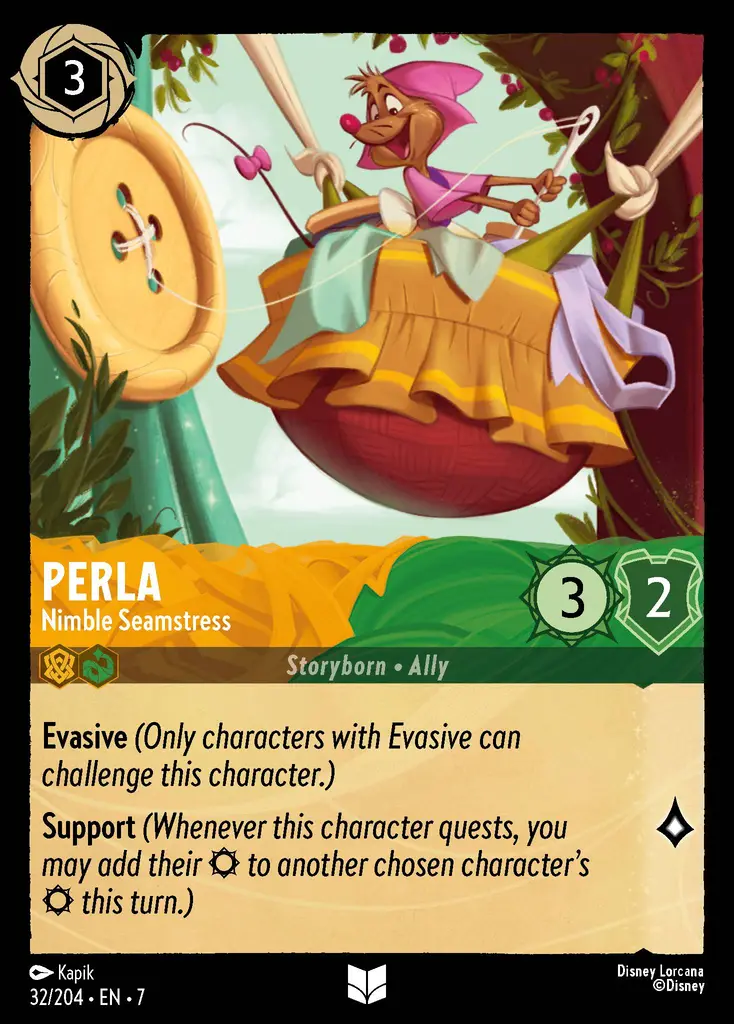 3
PERLA
Nimble Seamstress
3
2
Storyborn • Ally
Evasive (Only characters with Evasive can
challenge this character.)
Support (Whenever this character quests, you
may add their to another chosen character's
this turn.)
Kapik
Disney Lorcana
32/204 • EN • 7
©Disney